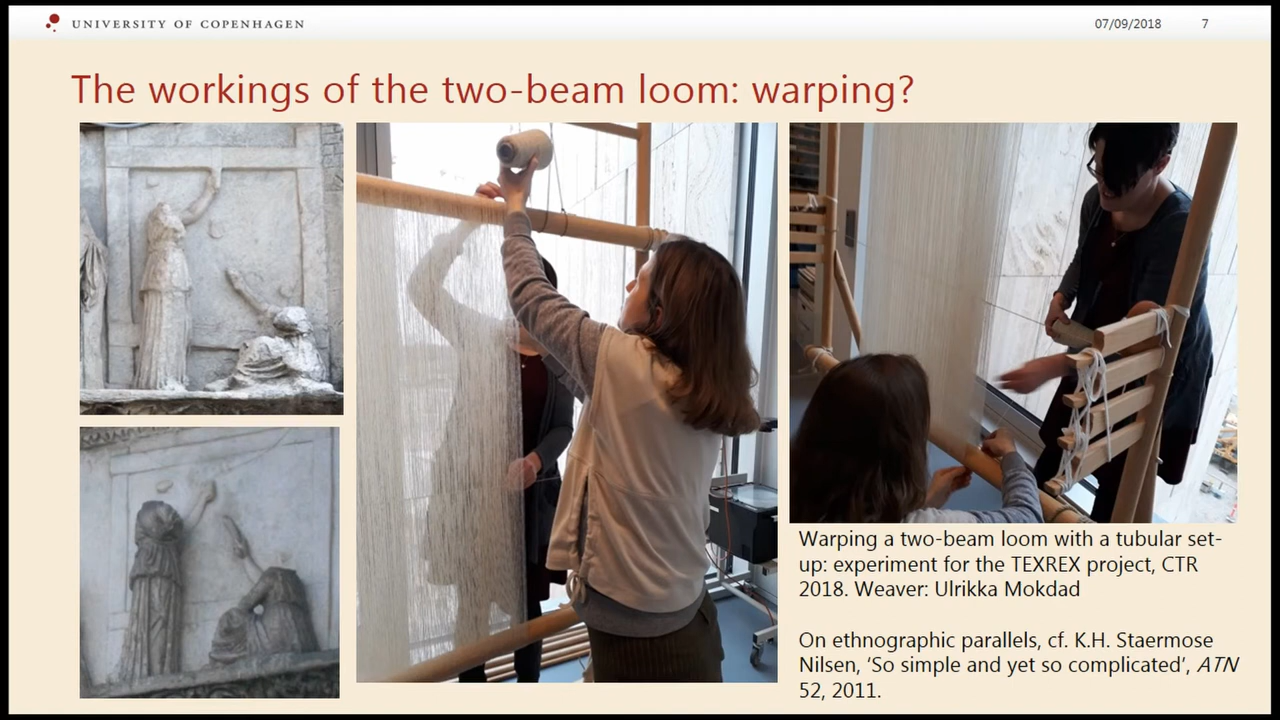 UNIVERSITY OF COPENHAGEN
07/09/2018
7
The workings of the two-beam loom: warping?
Warping a two-beam loom with a tubular set-
up: experiment for the TEXREX project, CTR
2018. Weaver: Ulrikka Mokdad
On ethnographic parallels, cf. K.H. Staermose
Nilsen, ‘So simple and yet so complicated’, ATN
52, 2011.